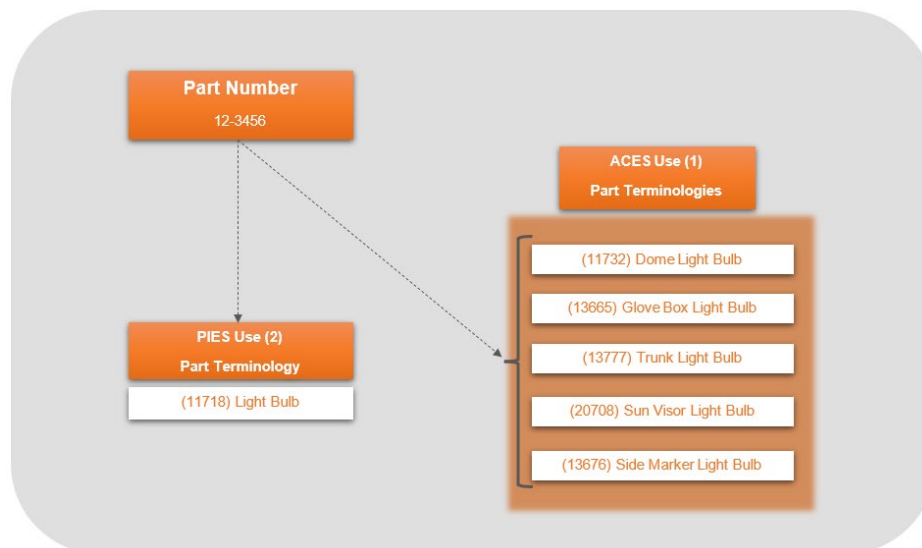 Part Number
12-3456
ACES Use (1)
Part Terminologies
(11732) Dome Light Bulb
(13665) Glove Box Light Bulb
(13777) Trunk Light Bulb
(20708) Sun Visor Light Bulb
(13676) Side Marker Light Bulb
PIES Use (2)
Part Terminology
(11718) Light Bulb